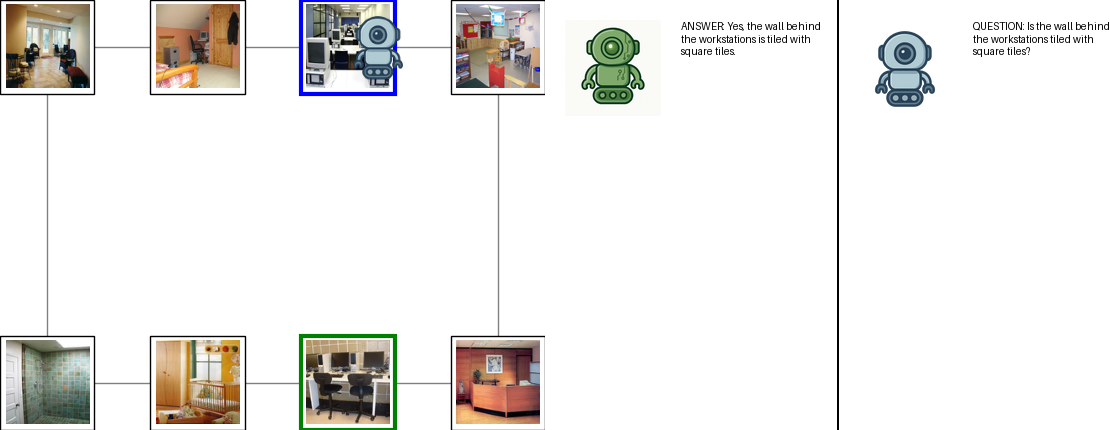 ANSWER: Yes, the wall behind
the workstations is tiled with
square tiles.
QUESTION: Is the wall behind
the workstations tiled with
square tiles?